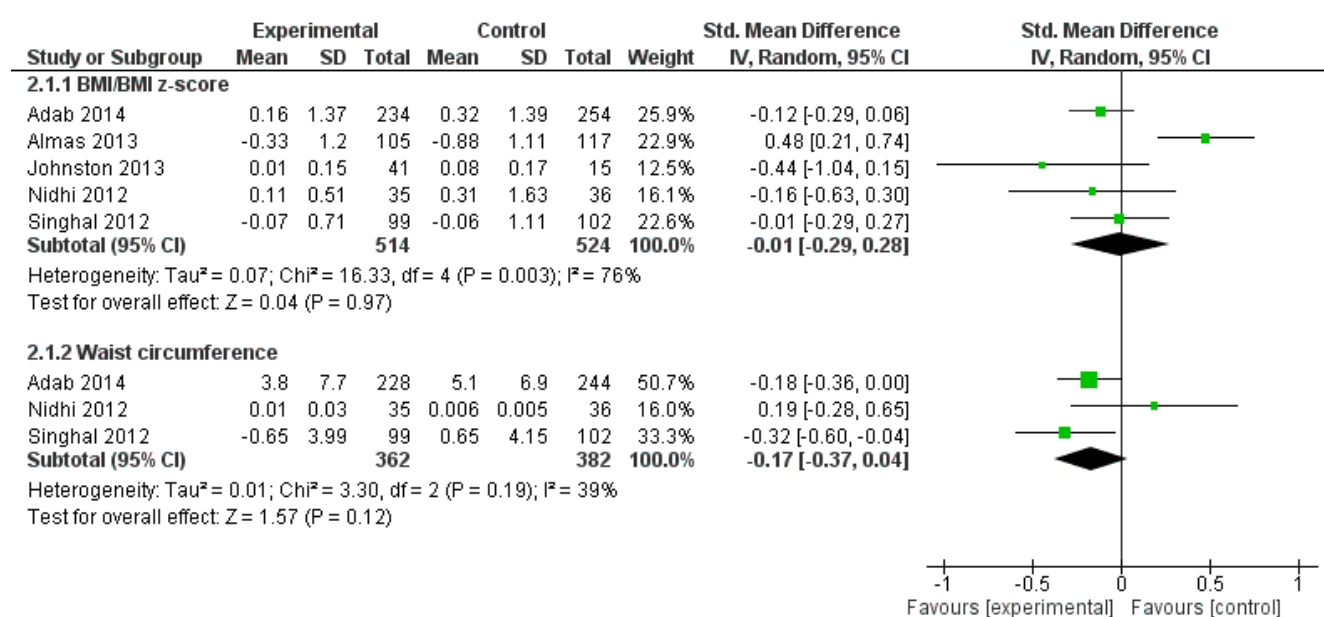 Experimental Control Std. Mean Difference Std. Mean Difference
Study or Subgroup Mean SD Total Mean SD Total Weight IV, Random, 95% CI IV, Random, 95% CI
2.1.1 BMI/BMI z-score
Adab 2014 0.16 1.37 234 0.32 1.39 254 25.9% -0.12 [-0.29, 0.06]
Almas 2013 -0.33 1.2 105 -0.88 1.11 117 22.9% 0.48 [0.21, 0.74]
Johnston 2013 0.01 0.15 41 0.08 0.17 15 12.5% -0.44 [-1.04, 0.15]
Nidhi 2012 0.11 0.51 35 0.31 1.63 36 16.1% -0.16 [-0.63, 0.30]
Singhal 2012 -0.07 0.71 99 -0.06 1.11 102 22.6% -0.01 [-0.29, 0.27]
Subtotal (95% CI) 514 524 100.0% -0.01 [-0.29, 0.28]
Heterogeneity: Tau² = 0.07; Chi² = 16.33, df = 4 (P = 0.003); I² = 76%
Test for overall effect: Z = 0.04 (P = 0.97)
2.1.2 Waist circumference
Adab 2014 3.8 7.7 228 5.1 6.9 244 50.7% -0.18 [-0.36, 0.00]
Nidhi 2012 0.01 0.03 35 0.006 0.005 36 16.0% 0.19 [-0.28, 0.65]
Singhal 2012 -0.65 3.99 99 0.65 4.15 102 33.3% -0.32 [-0.60, -0.04]
Subtotal (95% CI) 362 382 100.0% -0.17 [-0.37, 0.04]
Heterogeneity: Tau² = 0.01; Chi² = 3.30, df = 2 (P = 0.19); I² = 39%
Test for overall effect: Z = 1.57 (P = 0.12)
-1 -0.5 0 0.5 1
Favours [experimental] Favours [control]